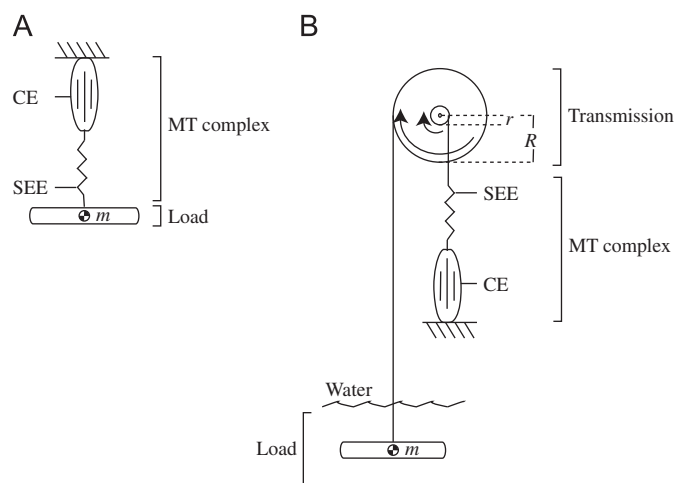 A
CE
MT complex
SEE
m
Load
B
Transmission
r
R
SEE
MT complex
CE
Water
Load
m